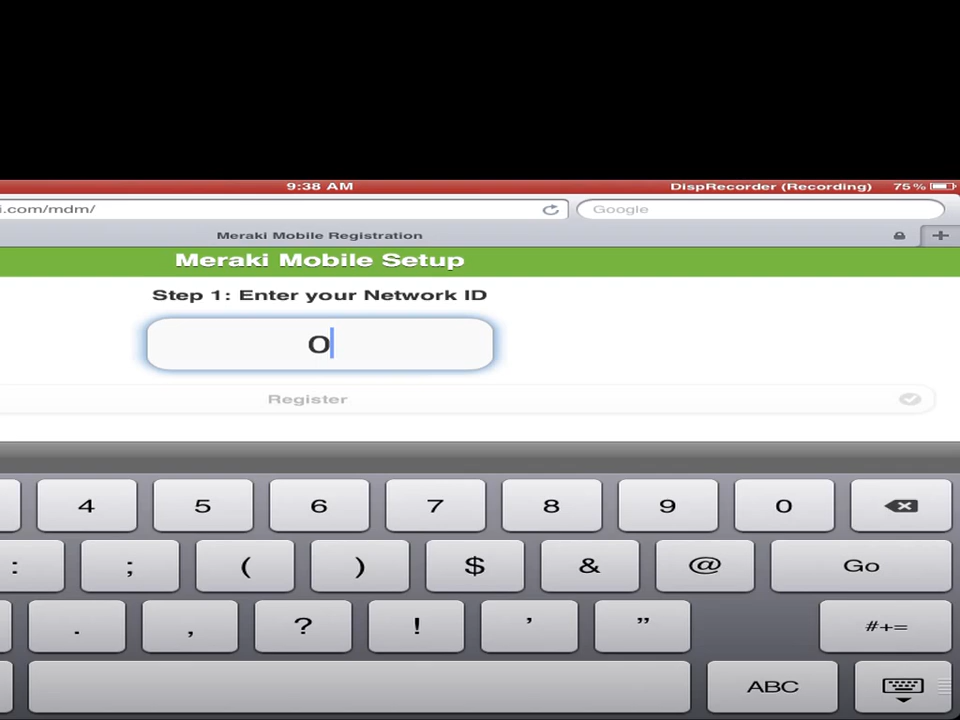 9:38 AM DispRecorder (Recording) 75%
i.com/mdm/ Google
Meraki Mobile Registration
Meraki Mobile Setup
Step 1: Enter your Network ID
0
Register
4 5 6 7 8 9 0
: ; ( ) $ & @ Go
. , ? ! ' " #+=
ABC